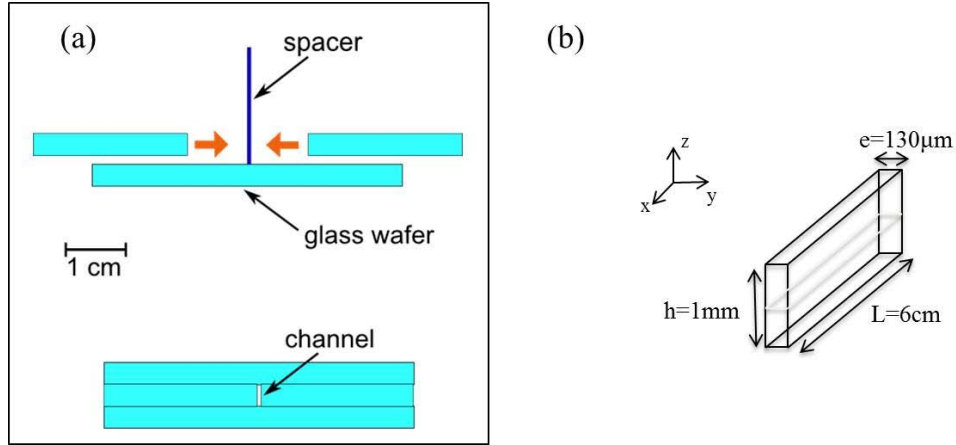 (a)
spacer
glass wafer
1 cm
channel
(b)
z
x
y
e=130μm
h=1mm
L=6cm